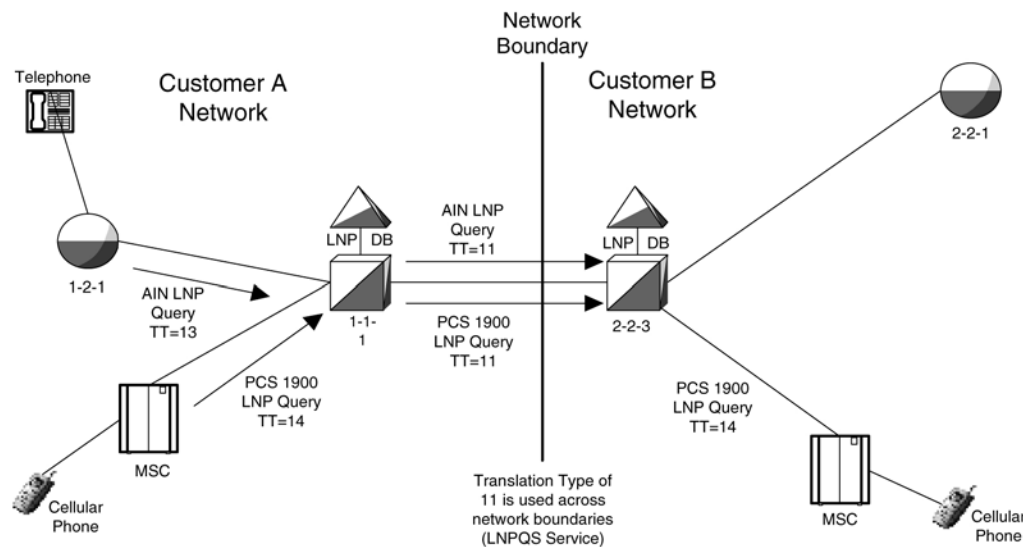 Network
Boundary
Telephone
Customer A
Network
Customer B
Network
2-2-1
1-2-1
AIN LNP
Query
TT=13
LNP DB
1-1-
1
AIN LNP
Query
TT=11
PCS 1900
LNP Query
TT=11
LNP DB
2-2-3
PCS 1900
LNP Query
TT=14
MSC
Cellular
Phone
PCS 1900
LNP Query
TT=14
MSC
Cellular
Phone
Translation Type of
11 is used across
network boundaries
(LNPQS Service)